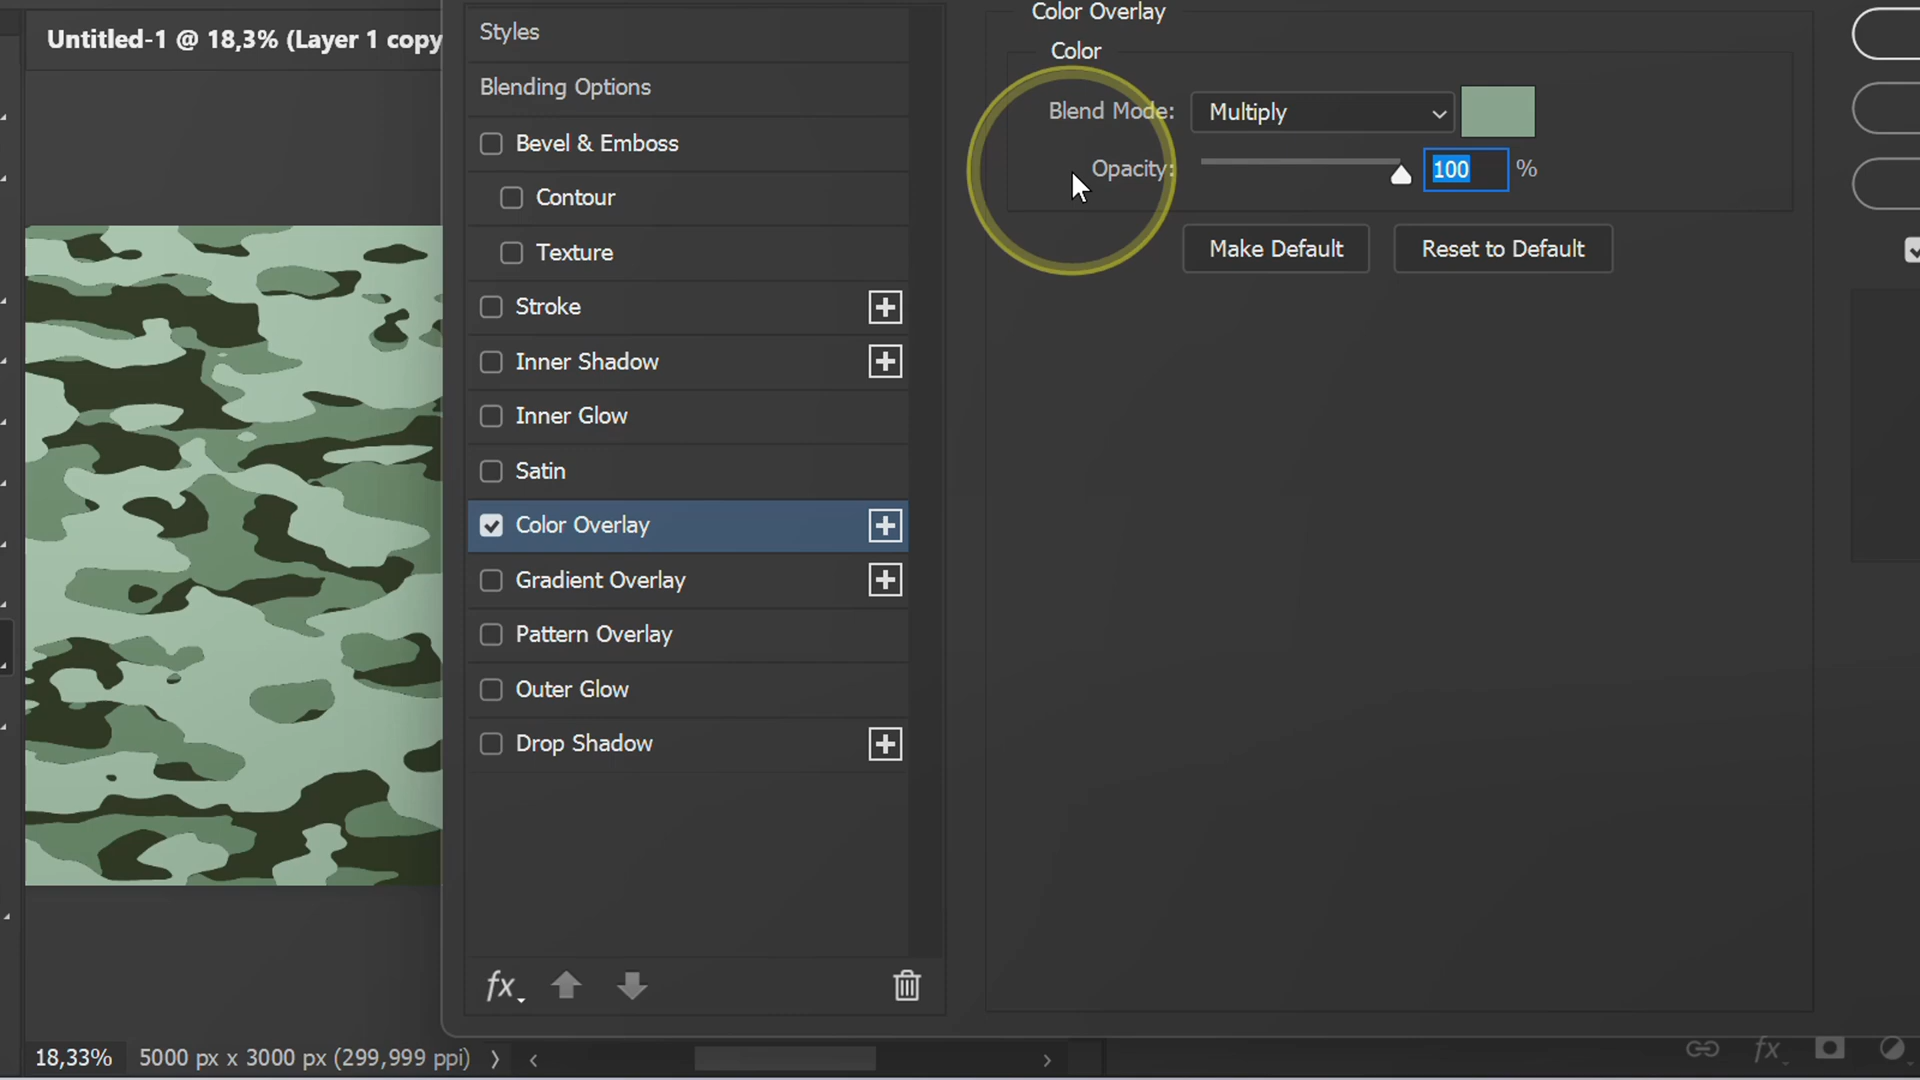 Untitled-1 @ 18,3% (Layer 1 copy
Styles
Blending Options
Bevel & Emboss
Contour
Texture
Stroke
Inner Shadow
Inner Glow
Satin
Color Overlay
Gradient Overlay
Pattern Overlay
Outer Glow
Drop Shadow
fx
Color Overlay
Color
Blend Mode: Multiply
Opacity: 100 %
Make Default
Reset to Default
18,33% 5000 px x 3000 px (299,999 ppi)
fx